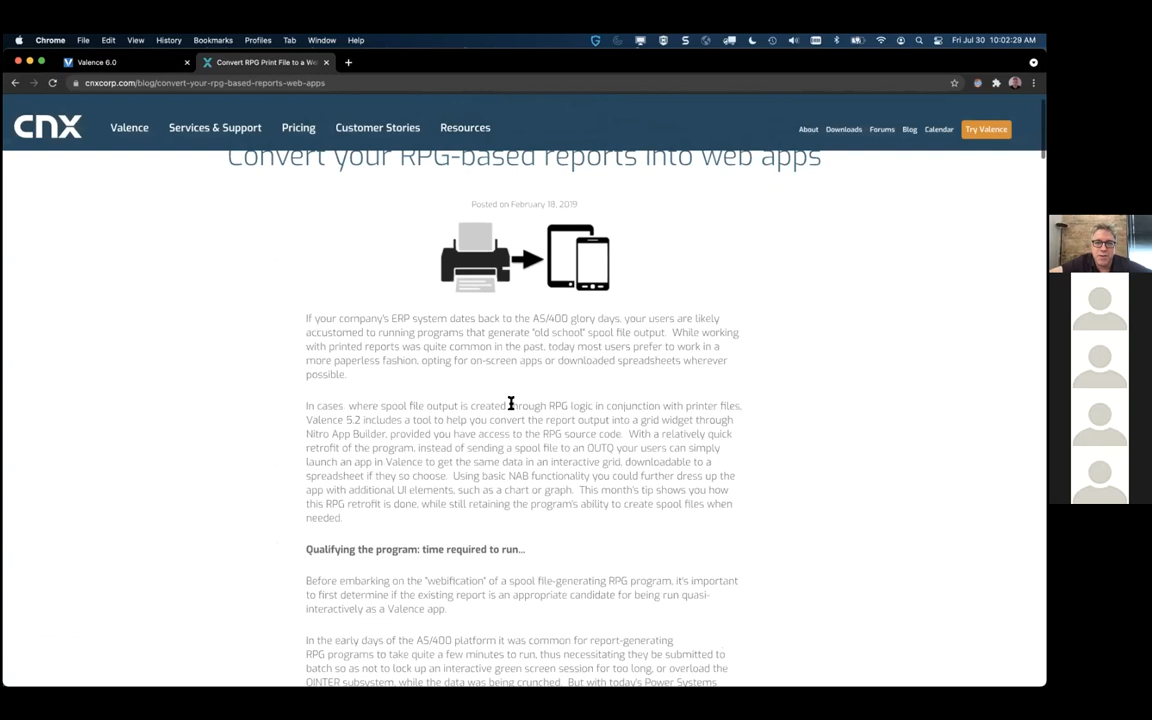 Chrome File Edit View History Bookmarks Profiles Tab Window Help Fri Jul 30 10:02:29 AM
Valence 6.0 Convert RPG Print File to a We
cnxcorp.com/blog/convert-your-rpg-based-reports-web-apps
cnx Valence Services & Support Pricing Customer Stories Resources About Downloads Forums Blog Calendar Try Valence
Convert your RPG-based reports into web apps
Posted on February 18, 2019
If your company's ERP system dates back to the AS/400 glory days, your users are likely
accustomed to running programs that generate "old school" spool file output. While working
with printed reports was quite common in the past, today most users prefer to work in a
more paperless fashion, opting for on-screen apps or downloaded spreadsheets wherever
possible.
In cases where spool file output is created through RPG logic in conjunction with printer files,
Valence 5.2 includes a tool to help you convert the report output into a grid widget through
Nitro App Builder, provided you have access to the RPG source code. With a relatively quick
retrofit of the program, instead of sending a spool file to an OUTQ your users can simply
launch an app in Valence to get the same data in an interactive grid, downloadable to a
spreadsheet if they so choose. Using basic NAB functionality you could further dress up the
app with additional UI elements, such as a chart or graph. This month's tip shows you how
this RPG retrofit is done, while still retaining the program's ability to create spool files when
needed.
Qualifying the program: time required to run...
Before embarking on the "webification" of a spool file-generating RPG program, it's important
to first determine if the existing report is an appropriate candidate for being run quasi-
interactively as a Valence app.
In the early days of the AS/400 platform it was common for report-generating
RPG programs to take quite a few minutes to run, thus necessitating they be submitted to
batch so as not to lock up an interactive green screen session for too long, or overload the
QINTER subsystem, while the data was being crunched. But with today's Power Systems